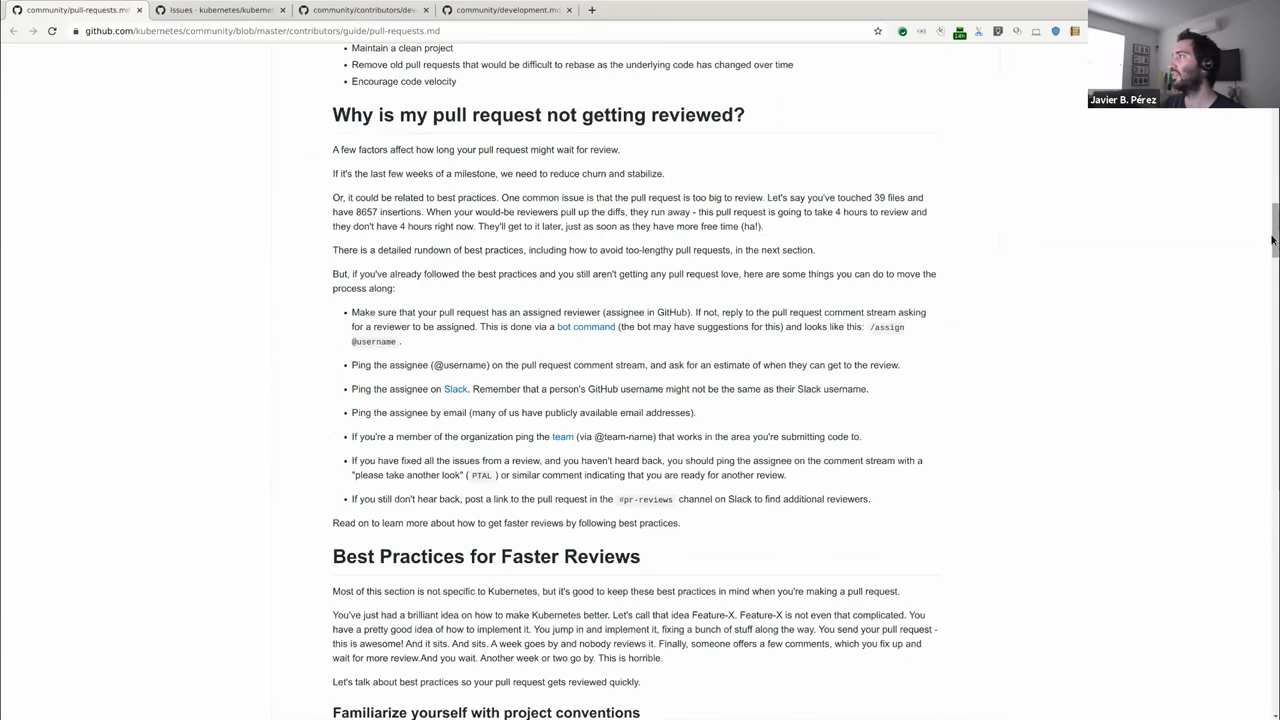 community/pull-requests.md
Issues · kubernetes/kubernet
community/contributors/dev
community/development.md
github.com/kubernetes/community/blob/master/contributors/guide/pull-requests.md
14h
Javier B. Pérez
Maintain a clean project
Remove old pull requests that would be difficult to rebase as the underlying code has changed over time
Encourage code velocity
Why is my pull request not getting reviewed?
A few factors affect how long your pull request might wait for review.
If it's the last few weeks of a milestone, we need to reduce churn and stabilize.
Or, it could be related to best practices. One common issue is that the pull request is too big to review. Let's say you've touched 39 files and
have 8657 insertions. When your would-be reviewers pull up the diffs, they run away - this pull request is going to take 4 hours to review and
they don't have 4 hours right now. They'll get to it later, just as soon as they have more free time (ha!).
There is a detailed rundown of best practices, including how to avoid too-lengthy pull requests, in the next section.
But, if you've already followed the best practices and you still aren't getting any pull request love, here are some things you can do to move the
process along:
Make sure that your pull request has an assigned reviewer (assignee in GitHub). If not, reply to the pull request comment stream asking
for a reviewer to be assigned. This is done via a bot command (the bot may have suggestions for this) and looks like this: /assign
@username .
Ping the assignee (@username) on the pull request comment stream, and ask for an estimate of when they can get to the review.
Ping the assignee on Slack. Remember that a person's GitHub username might not be the same as their Slack username.
Ping the assignee by email (many of us have publicly available email addresses).
If you're a member of the organization ping the team (via @team-name) that works in the area you're submitting code to.
If you have fixed all the issues from a review, and you haven't heard back, you should ping the assignee on the comment stream with a
"please take another look" ( PTAL ) or similar comment indicating that you are ready for another review.
If you still don't hear back, post a link to the pull request in the #pr-reviews channel on Slack to find additional reviewers.
Read on to learn more about how to get faster reviews by following best practices.
Best Practices for Faster Reviews
Most of this section is not specific to Kubernetes, but it's good to keep these best practices in mind when you're making a pull request.
You've just had a brilliant idea on how to make Kubernetes better. Let's call that idea Feature-X. Feature-X is not even that complicated. You
have a pretty good idea of how to implement it. You jump in and implement it, fixing a bunch of stuff along the way. You send your pull request -
this is awesome! And it sits. And sits. A week goes by and nobody reviews it. Finally, someone offers a few comments, which you fix up and
wait for more review.And you wait. Another week or two go by. This is horrible.
Let's talk about best practices so your pull request gets reviewed quickly.
Familiarize yourself with project conventions